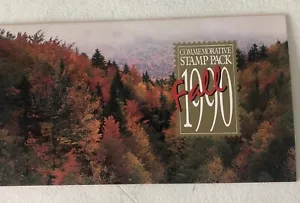 COMMEMORATIVE
STAMP PACK
Fall
1990